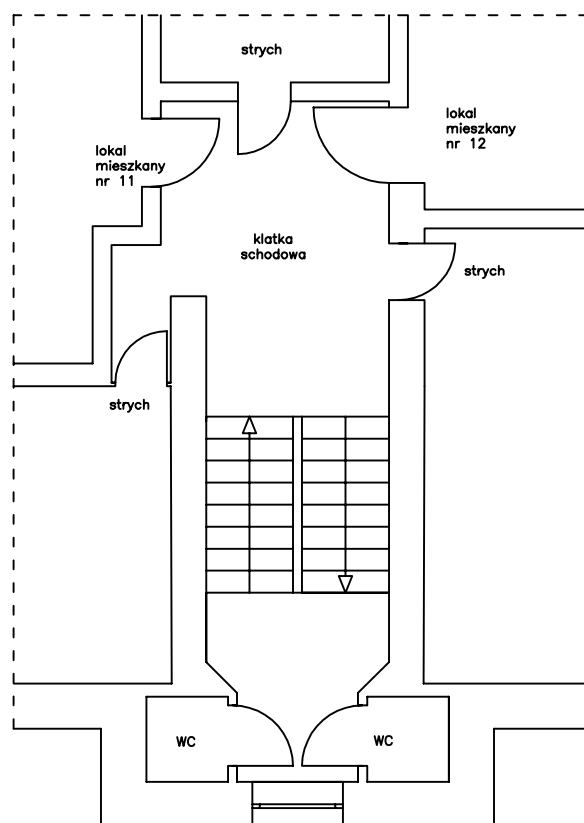 strych
lokal
mieszkany
nr 11
lokal
mieszkany
nr 12
klatka
schodowa
strych
strych
WC
WC